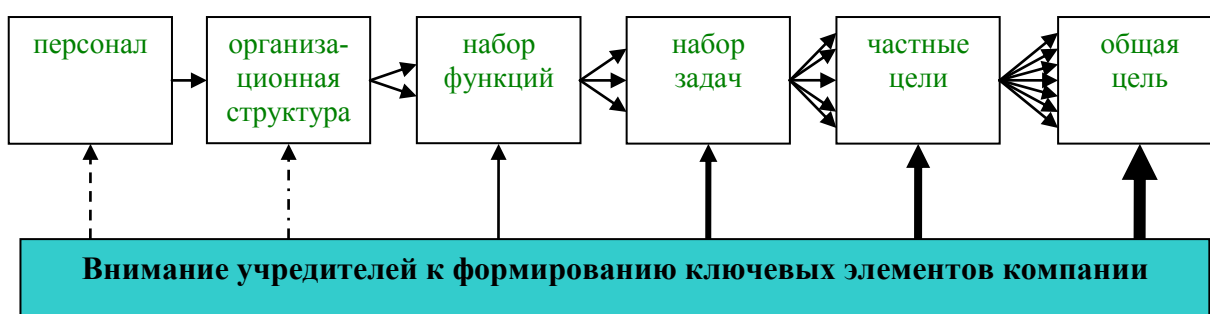 персонал
организа-
ционная
структура
набор
функций
набор
задач
частные
цели
общая
цель
Внимание учредителей к формированию ключевых элементов компании